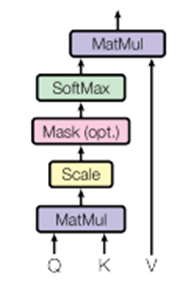 MatMul
SoftMax
Mask (opt.)
Scale
MatMul
Q K V